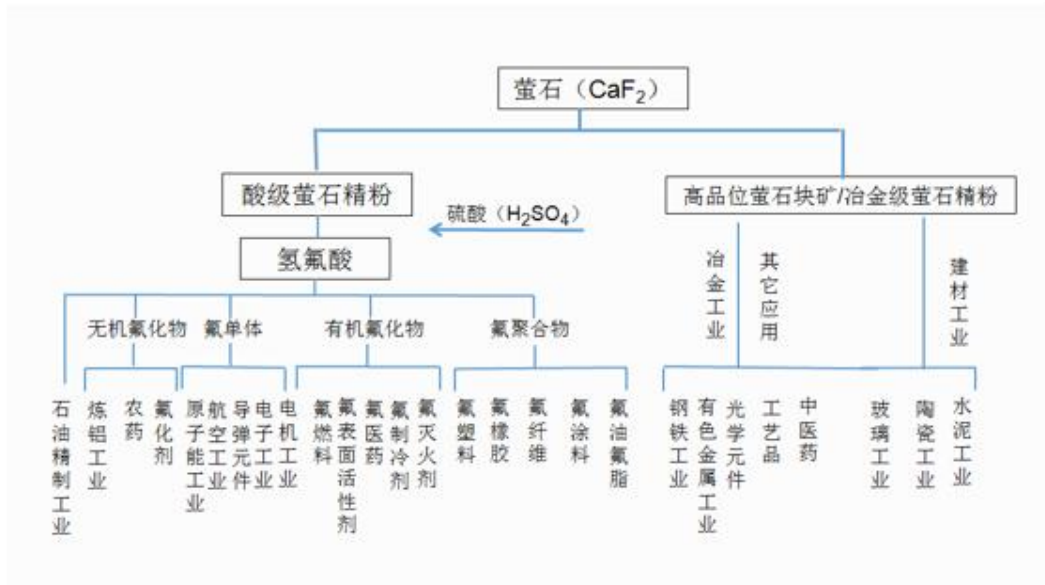 萤石（CaF₂）
酸级萤石精粉
高品位萤石块矿/冶金级萤石精粉
硫酸（H₂SO₄）
氢氟酸
冶金工业
其它应用
建材工业
无机氟化物
氟单体
有机氟化物
氟聚合物
石油精制工业
炼铝工业
农药
氟化剂
原子能工业
航空工业
导弹元件
电子工业
电机工业
氟燃料
氟表面活性剂
氟医药
氟制冷剂
氟灭火剂
氟塑料
氟橡胶
氟纤维
氟涂料
氟油氟脂
钢铁工业
有色金属工业
光学元件
工艺品
中医药
玻璃工业
陶瓷工业
水泥工业